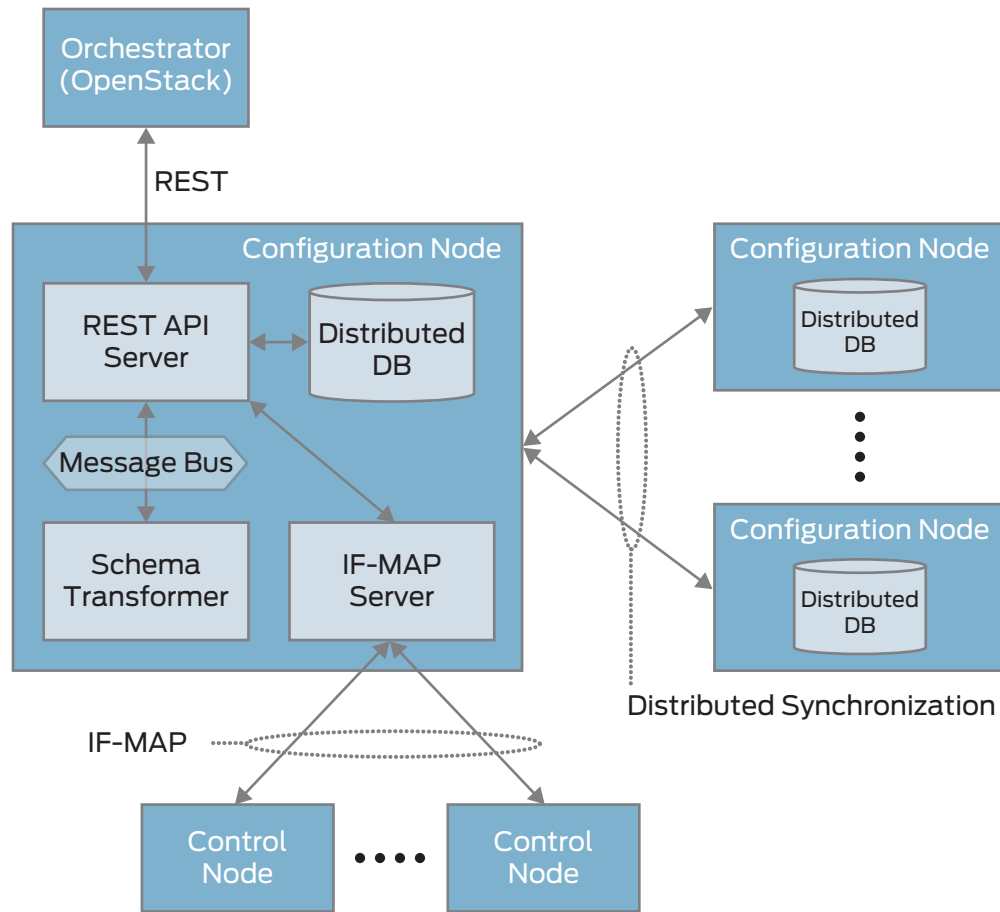 Orchestrator
(OpenStack)
REST
Configuration Node
REST API
Server
Distributed
DB
Message Bus
Schema
Transformer
IF-MAP
Server
Configuration Node
Distributed
DB
Configuration Node
Distributed
DB
Distributed Synchronization
IF-MAP
Control
Node
Control
Node